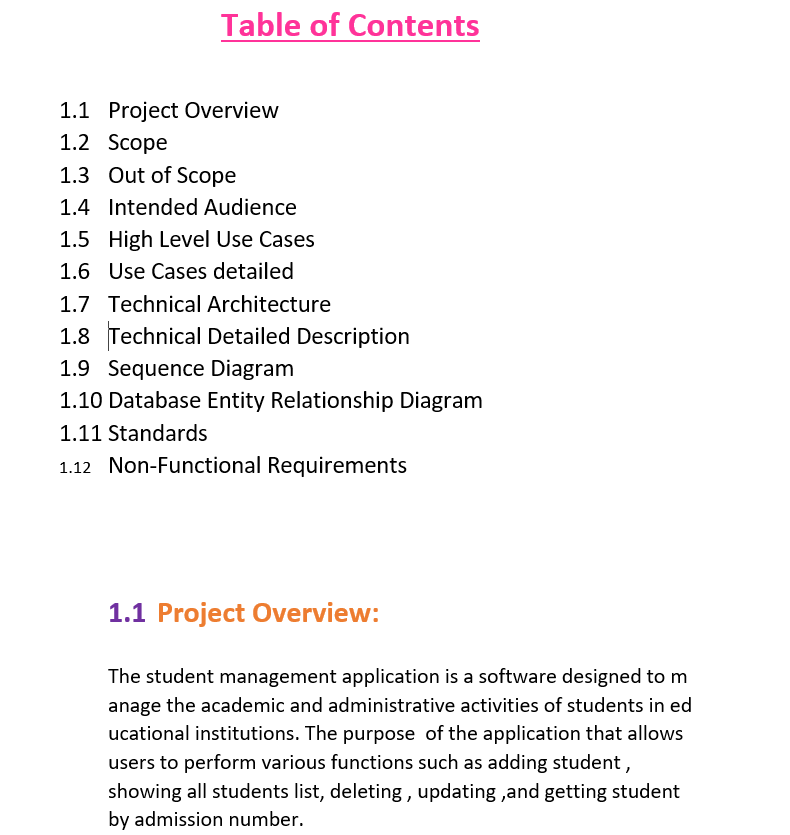 Table of Contents
1.1 Project Overview
1.2 Scope
1.3 Out of Scope
1.4 Intended Audience
1.5 High Level Use Cases
1.6 Use Cases detailed
1.7 Technical Architecture
1.8 Technical Detailed Description
1.9 Sequence Diagram
1.10 Database Entity Relationship Diagram
1.11 Standards
1.12 Non-Functional Requirements
1.1 Project Overview:
The student management application is a software designed to m
anage the academic and administrative activities of students in ed
ucational institutions. The purpose  of the application that allows
users to perform various functions such as adding student ,
showing all students list, deleting , updating ,and getting student
by admission number.